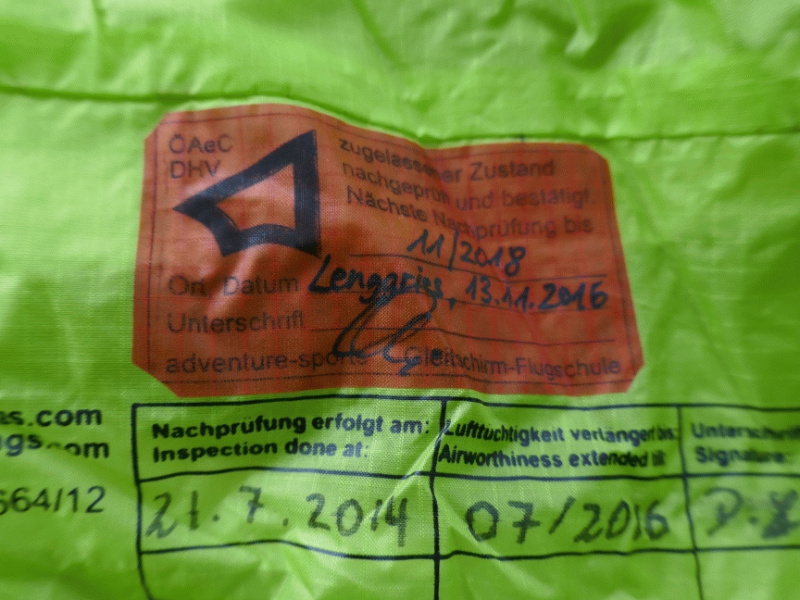 ÖAeC
DHV
zugelassener Zustand
nachgeprüft und bestätigt.
Nächste Nachprüfung bis
11/2018
Ort, Datum Lenggries, 13.11.2016
Unterschrift
adventure-sports Gleitschirm-Flugschule
.com
gs.com
664/12
Nachprüfung erfolgt am: Lufttüchtigkeit verlängert bis: Unterschrift
Inspection done at: Airworthiness extended till Signature:
21.7.2014 07/2016